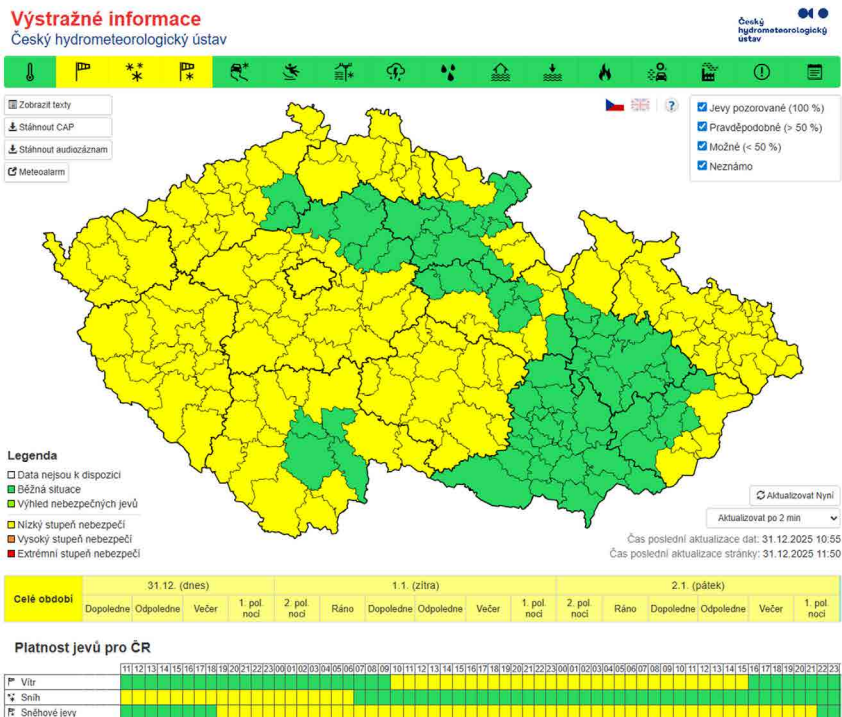 Výstražné informace
Český hydrometeorologický ústav
Český
hydrometeorologický
ústav
Zobrazit texty
Stáhnout CAP
Stáhnout audiozáznam
Meteoalarm
?
Jevy pozorované (100 %)
Pravděpodobné (> 50 %)
Možné (< 50 %)
Neznámo
Legenda
Data nejsou k dispozici
Běžná situace
Výhled nebezpečných jevů
Nízký stupeň nebezpečí
Vysoký stupeň nebezpečí
Extrémní stupeň nebezpečí
Aktualizovat Nyní
Aktualizovat po 2 min
Čas poslední aktualizace dat: 31.12.2025 10:55
Čas poslední aktualizace stránky: 31.12.2025 11:50
Celé období
31.12. (dnes) 1.1. (zítra) 2.1. (pátek)
Dopoledne Odpoledne Večer 1. pol. noci 2. pol. noci Ráno Dopoledne Odpoledne Večer 1. pol. noci 2. pol. noci Ráno Dopoledne Odpoledne Večer 1. pol. noci
Platnost jevů pro ČR
11 12 13 14 15 16 17 18 19 20 21 22 23 00 01 02 03 04 05 06 07 08 09 10 11 12 13 14 15 16 17 18 19 20 21 22 23 00 01 02 03 04 05 06 07 08 09 10 11 12 13 14 15 16 17 18 19 20 21 22 23
Vítr
Sníh
Sněhové jevy